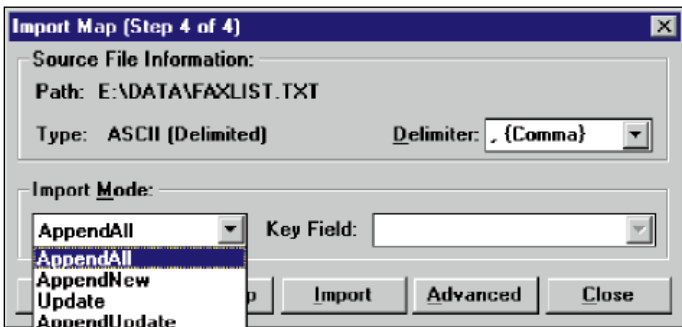 Import Map (Step 4 of 4)
Source File Information:
Path: E:\DATA\FAXLIST.TXT
Type: ASCII (Delimited) Delimiter: , {Comma}
Import Mode:
AppendAll Key Field:
AppendAll
AppendNew
Update
AppendUpdate
Import Advanced Close